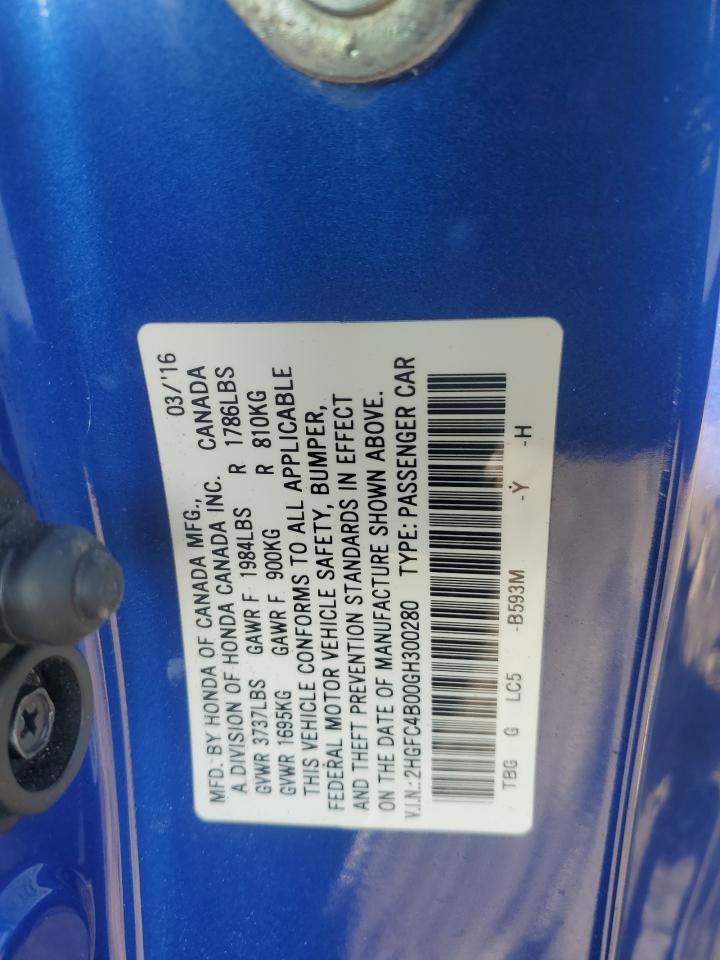 MFD. BY HONDA OF CANADA MFG., 03/'16
A DIVISION OF HONDA CANADA INC. CANADA
GVWR 3737LBS GAWR F 1984LBS R 1786LBS
GVWR 1695KG GAWR F 900KG R 810KG
THIS VEHICLE CONFORMS TO ALL APPLICABLE
FEDERAL MOTOR VEHICLE SAFETY, BUMPER,
AND THEFT PREVENTION STANDARDS IN EFFECT
ON THE DATE OF MANUFACTURE SHOWN ABOVE.
V.I.N.: 2HGFC4B00GH300280 TYPE: PASSENGER CAR
TBG G LC5 -B593M -Y -H